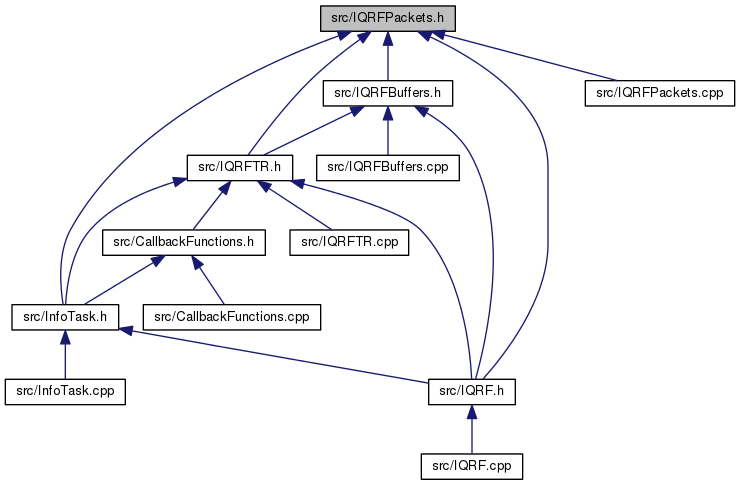 src/IQRFPackets.h
src/IQRFBuffers.h
src/IQRFPackets.cpp
src/IQRFTR.h
src/IQRFBuffers.cpp
src/CallbackFunctions.h
src/IQRFTR.cpp
src/InfoTask.h
src/CallbackFunctions.cpp
src/InfoTask.cpp
src/IQRF.h
src/IQRF.cpp